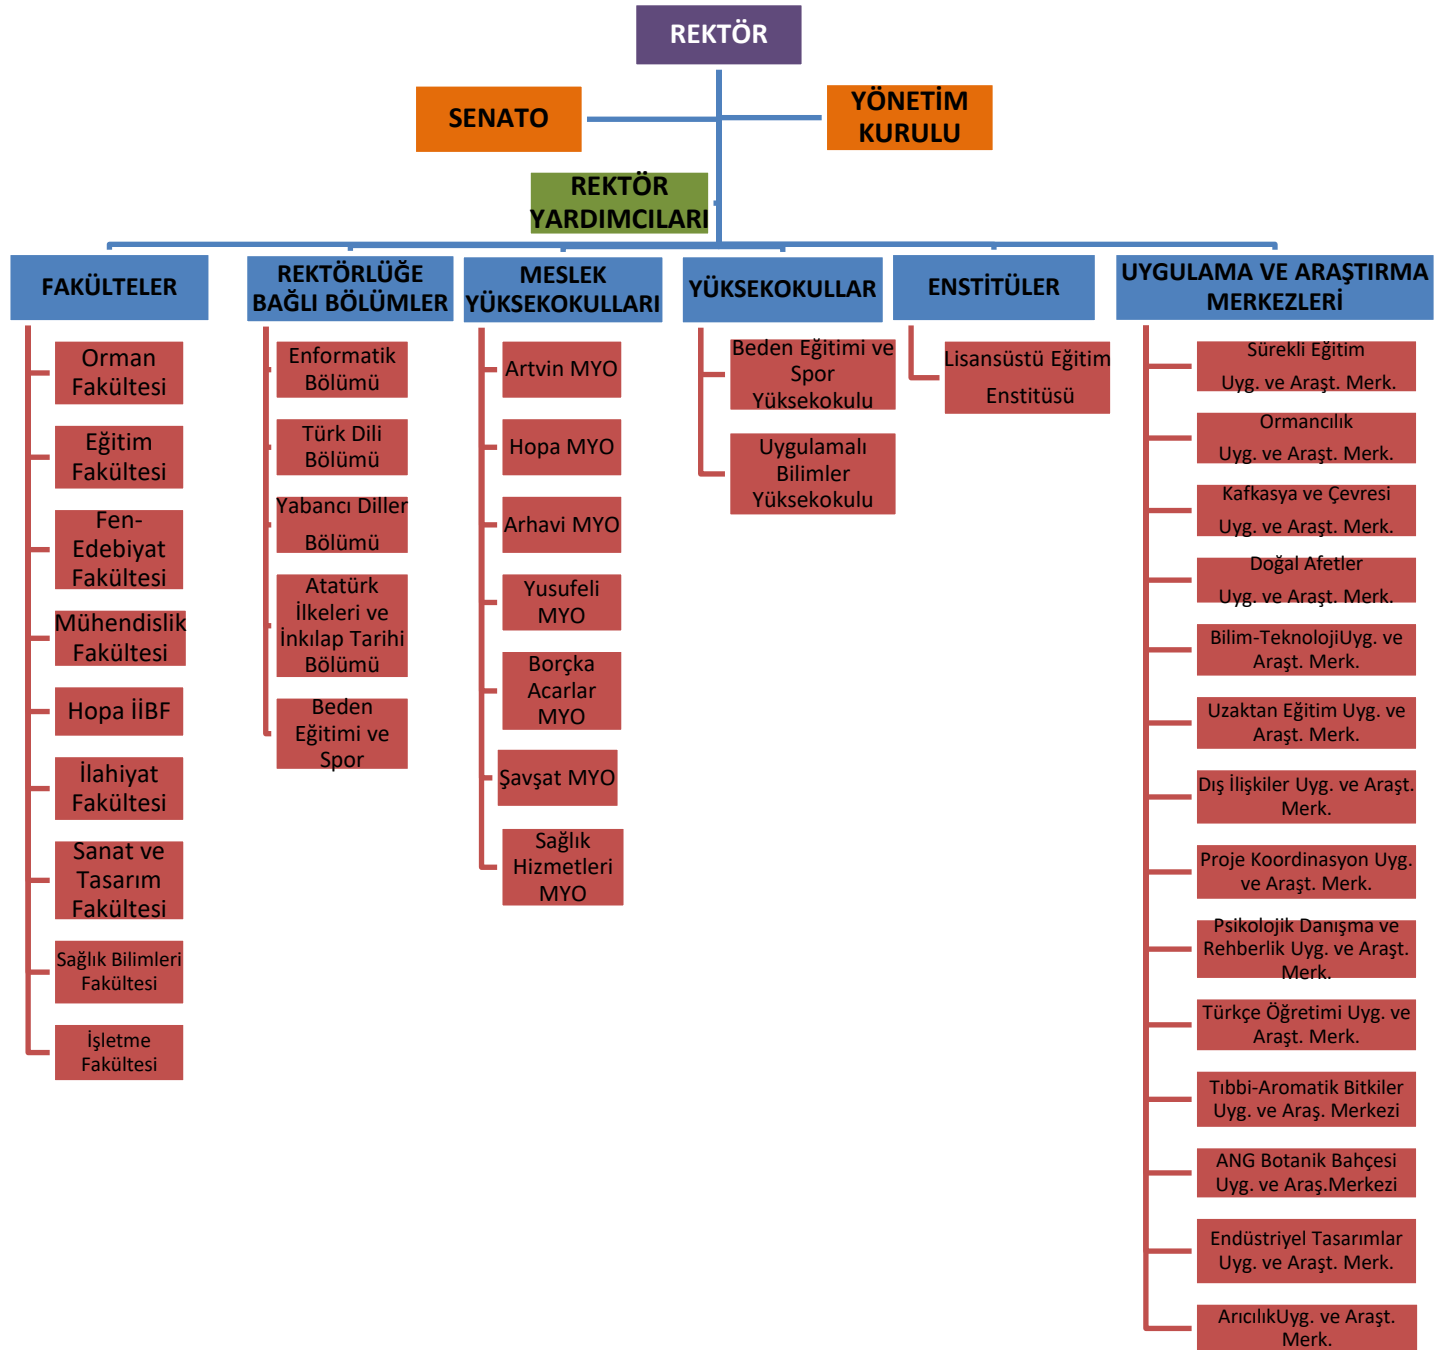 REKTÖR
SENATO
YÖNETİM
KURULU
REKTÖR
YARDIMCILARI
FAKÜLTELER
Orman
Fakültesi
Eğitim
Fakültesi
Fen-
Edebiyat
Fakültesi
Mühendislik
Fakültesi
Hopa İİBF
İlahiyat
Fakültesi
Sanat ve
Tasarım
Fakültesi
Sağlık Bilimleri
Fakültesi
İşletme
Fakültesi
REKTÖRLÜĞE
BAĞLI BÖLÜMLER
Enformatik
Bölümü
Türk Dili
Bölümü
Yabancı Diller
Bölümü
Atatürk
İlkeleri ve
İnkılap Tarihi
Bölümü
Beden
Eğitimi ve
Spor
MESLEK
YÜKSEKOKULLARI
Artvin MYO
Hopa MYO
Arhavi MYO
Yusufeli
MYO
Borçka
Acarlar
MYO
Şavşat MYO
Sağlık
Hizmetleri
MYO
YÜKSEKOKULLAR
Beden Eğitimi ve
Spor
Yüksekokulu
Uygulamalı
Bilimler
Yüksekokulu
ENSTİTÜLER
Lisansüstü Eğitim
Enstitüsü
UYGULAMA VE ARAŞTIRMA
MERKEZLERİ
Sürekli Eğitim
Uyg. ve Araşt. Merk.
Ormancılık
Uyg. ve Araşt. Merk.
Kafkasya ve Çevresi
Uyg. ve Araşt. Merk.
Doğal Afetler
Uyg. ve Araşt. Merk.
Bilim-TeknolojiUyg. ve
Araşt. Merk.
Uzaktan Eğitim Uyg. ve
Araşt. Merk.
Dış İlişkiler Uyg. ve Araşt.
Merk.
Proje Koordinasyon Uyg.
ve Araşt. Merk.
Psikolojik Danışma ve
Rehberlik Uyg. ve Araşt.
Merk.
Türkçe Öğretimi Uyg. ve
Araşt. Merk.
Tıbbi-Aromatik Bitkiler
Uyg. ve Araş. Merkezi
ANG Botanik Bahçesi
Uyg. ve Araş.Merkezi
Endüstriyel Tasarımlar
Uyg. ve Araşt. Merk.
ArıcılıkUyg. ve Araşt.
Merk.